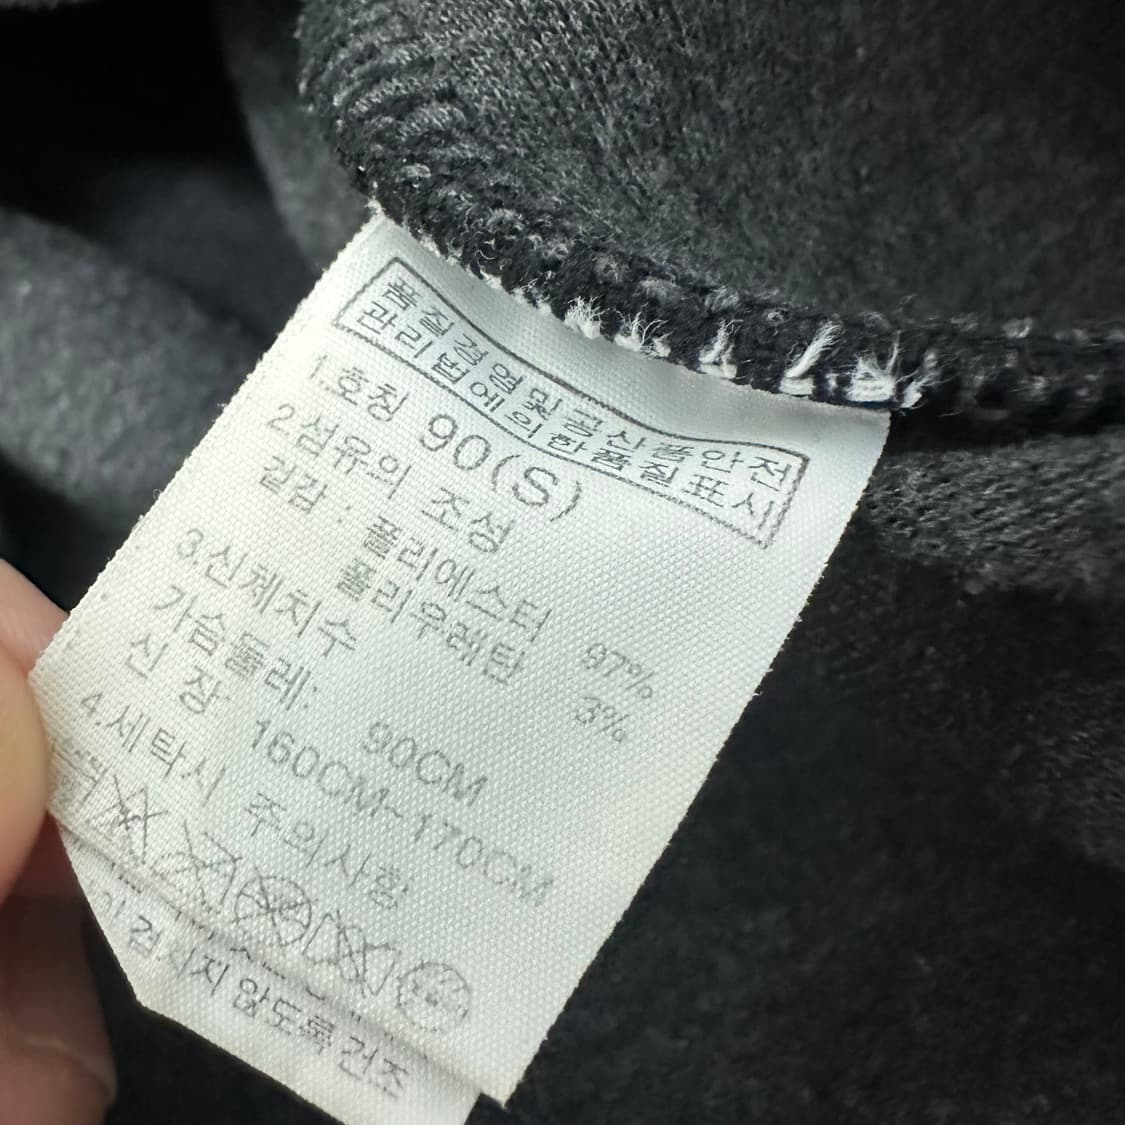 품질경영및공산품안전
관리법에의한품질표시
1.호칭 90(S)
2.섬유의 조성
겉감 : 폴리에스터 97%
폴리우레탄 3%
3.신체치수
가슴둘레: 90CM
신 장: 160CM~170CM
4.세탁시 주의사항
않도록 건조